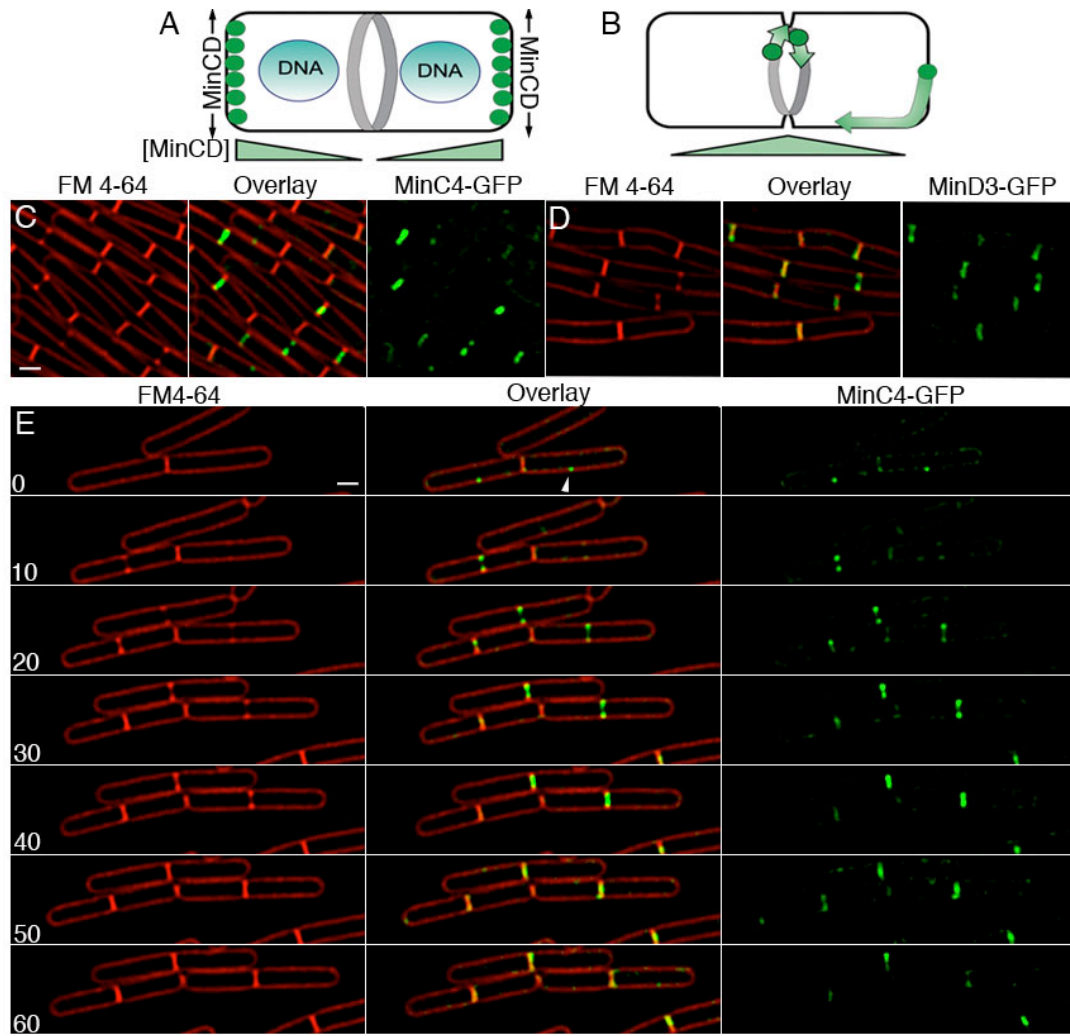 A
B
MinCD
DNA
DNA
MinCD
[MinCD]
FM 4-64
Overlay
MinC4-GFP
FM 4-64
Overlay
MinD3-GFP
C
D
FM4-64
Overlay
MinC4-GFP
E
0
10
20
30
40
50
60